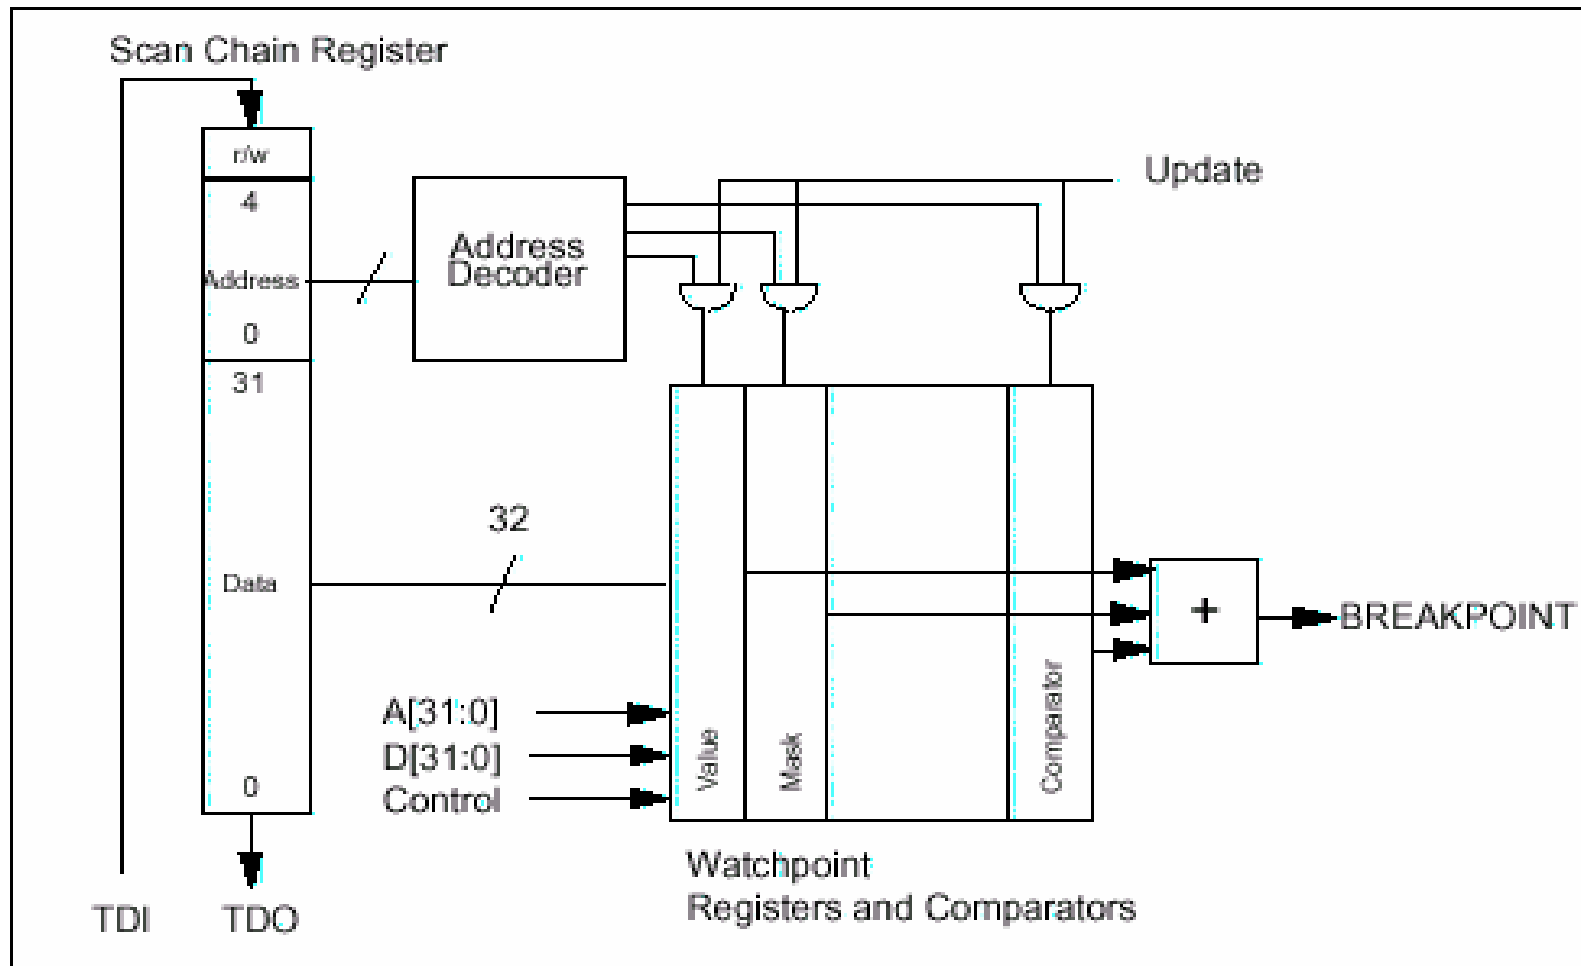 Scan Chain Register
r/w
4
Address
0
31
Data
0
TDI
TDO
Address
Decoder
Update
32
A[31:0]
D[31:0]
Control
Value
Mask
Comparator
+
BREAKPOINT
Watchpoint
Registers and Comparators